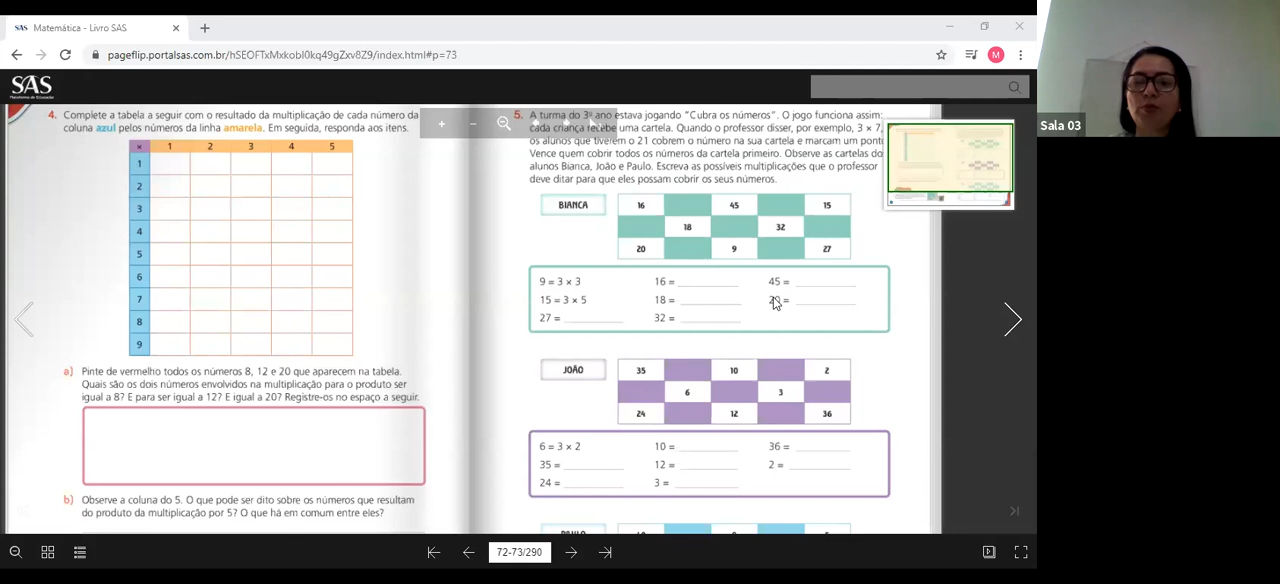 SAS Matemática - Livro SAS
pageflip.portalsas.com.br/hSEOFTxMxkobI0kq49gZxv8Z9/index.html#p=73
M
SAS
Plataforma de Educação
4. Complete a tabela a seguir com o resultado da multiplicação de cada número da
coluna azul pelos números da linha amarela. Em seguida, responda aos itens.
× 1 2 3 4 5
1
2
3
4
5
6
7
8
9
a) Pinte de vermelho todos os números 8, 12 e 20 que aparecem na tabela.
Quais são os dois números envolvidos na multiplicação para o produto ser
igual a 8? E para ser igual a 12? E igual a 20? Registre-os no espaço a seguir.
b) Observe a coluna do 5. O que pode ser dito sobre os números que resultam
do produto da multiplicação por 5? O que há em comum entre eles?
5. A turma do 3º ano estava jogando "Cubra os números". O jogo funciona assim:
cada criança recebe uma cartela. Quando o professor disser, por exemplo, 3 × 7,
os alunos que tiverem o 21 cobrem o número na sua cartela e marcam um ponto
Vence quem cobrir todos os números da cartela primeiro. Observe as cartelas do
alunos Bianca, João e Paulo. Escreva as possíveis multiplicações que o professor
deve ditar para que eles possam cobrir os seus números.
BIANCA
16 45 15
18 32
20 9 27
9 = 3 × 3 16 = 45 =
15 = 3 × 5 18 = 20 =
27 = 32 =
JOÃO
35 10 2
6 3
24 12 36
6 = 3 × 2 10 = 36 =
35 = 12 = 2 =
24 = 3 =
PAULO
72-73/290
Sala 03